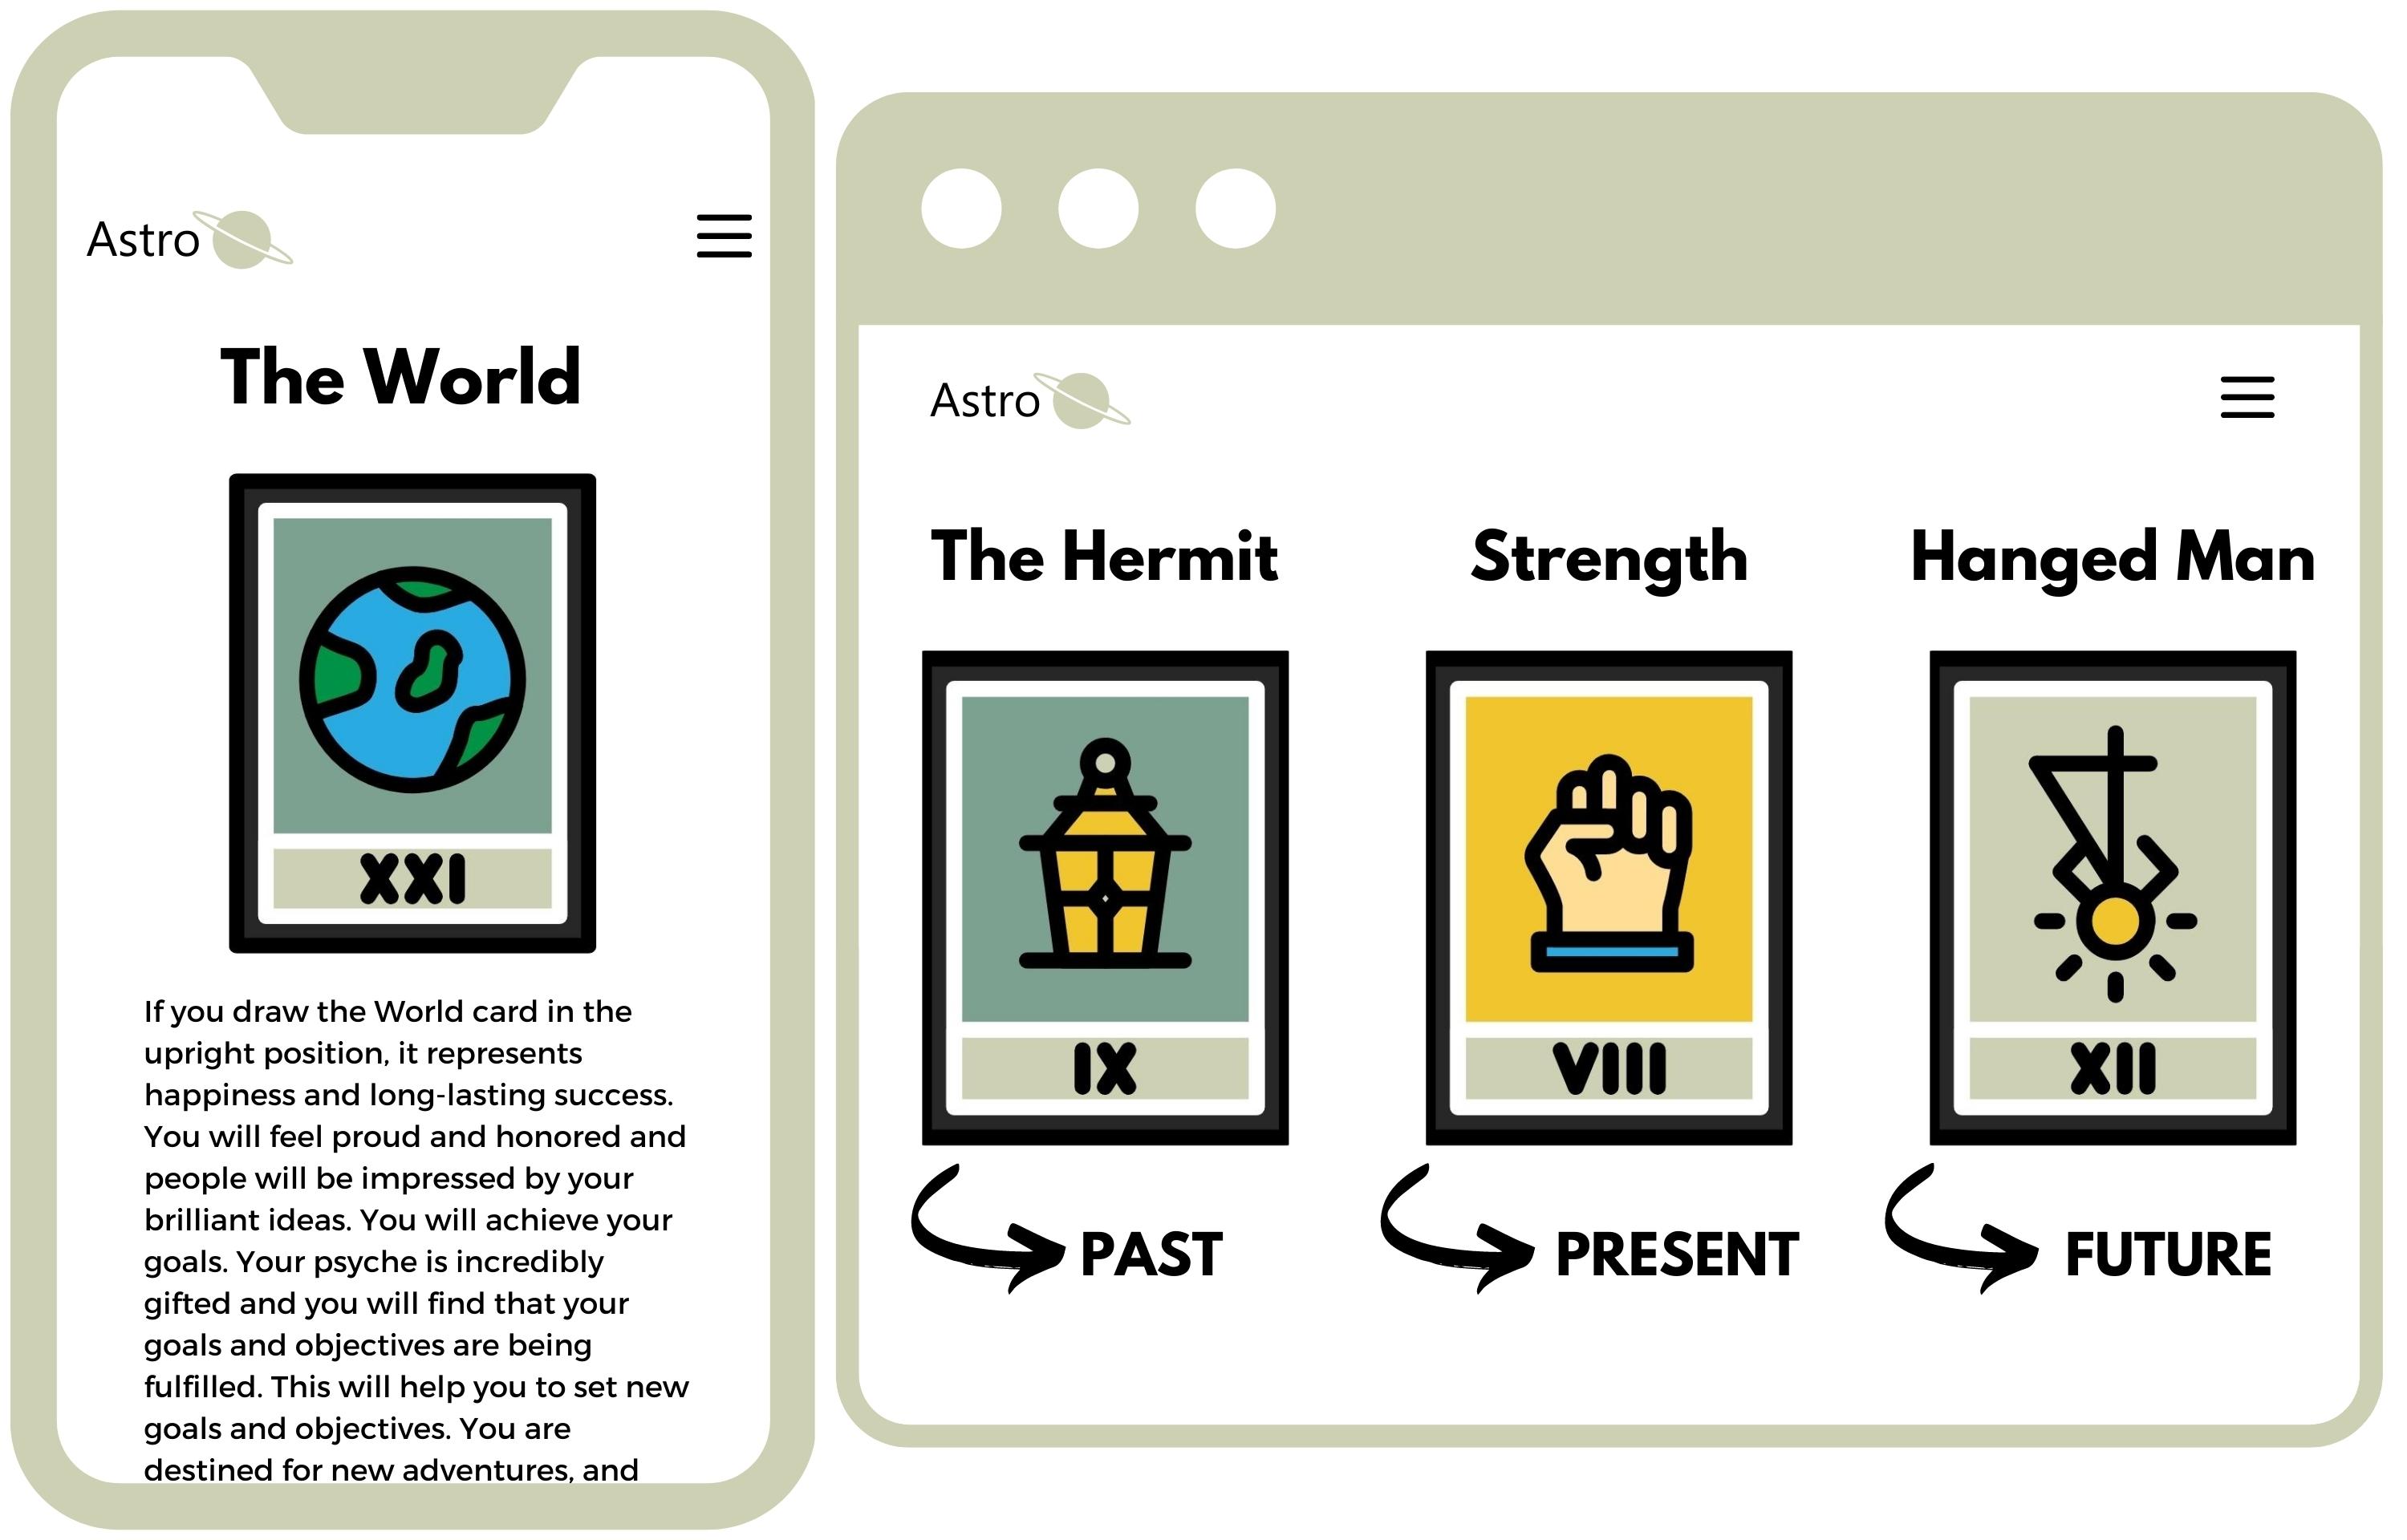 Astro
The World
XXI
If you draw the World card in the
upright position, it represents
happiness and long-lasting success.
You will feel proud and honored and
people will be impressed by your
brilliant ideas. You will achieve your
goals. Your psyche is incredibly
gifted and you will find that your
goals and objectives are being
fulfilled. This will help you to set new
goals and objectives. You are
destined for new adventures, and
Astro
The Hermit
Strength
Hanged Man
IX
VIII
XII
PAST
PRESENT
FUTURE